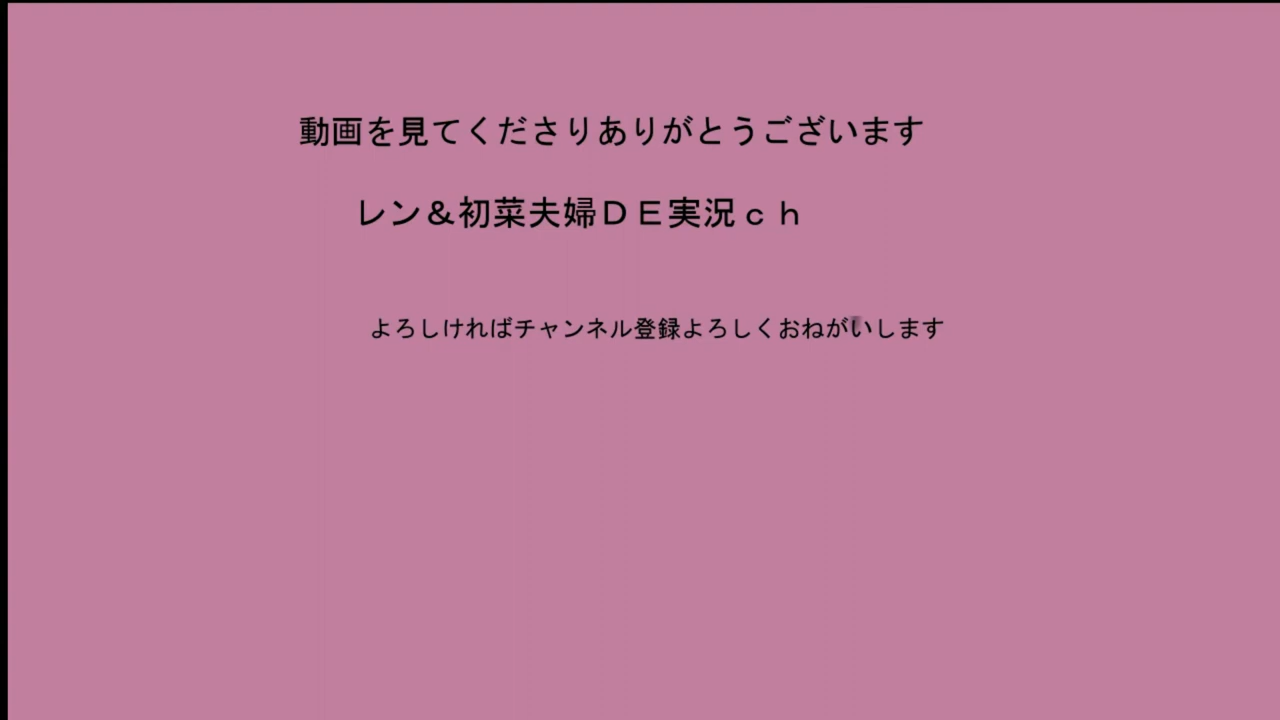 動画を見てくださりありがとうございます
レン＆初菜夫婦ＤＥ実況ｃｈ
よろしければチャンネル登録よろしくおねがいします